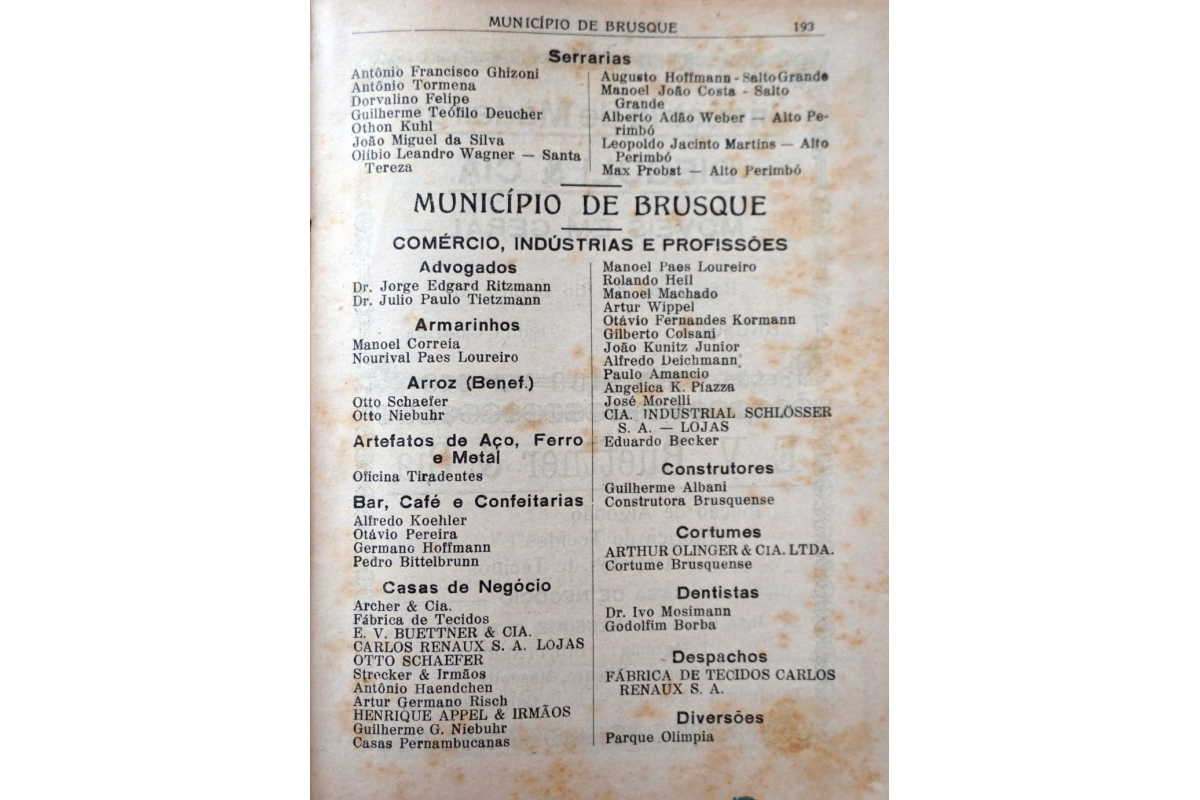 MUNICÍPIO DE BRUSQUE 193
Serrarias
Antônio Francisco Ghizoni
Antônio Tormena
Dorvalino Felipe
Guilherme Teófilo Deucher
Othon Kuhl
João Miguel da Silva
Olíbio Leandro Wagner — Santa
Tereza
Augusto Hoffmann - Salto Grande
Manoel João Costa - Salto
Grande
Alberto Adão Weber — Alto Pe-
rimbó
Leopoldo Jacinto Martins — Alto
Perimbó
Max Probst — Alto Perimbó
MUNICÍPIO DE BRUSQUE
COMÉRCIO, INDÚSTRIAS E PROFISSÕES
Advogados
Dr. Jorge Edgard Ritzmann
Dr. Julio Paulo Tietzmann
Armarinhos
Manoel Correia
Nourival Paes Loureiro
Arroz (Benef.)
Otto Schaefer
Otto Niebuhr
Artefatos de Aço, Ferro
e Metal
Oficina Tiradentes
Bar, Café e Confeitarias
Alfredo Koehler
Otávio Pereira
Germano Hoffmann
Pedro Bittelbrunn
Casas de Negócio
Archer & Cia.
Fábrica de Tecidos
E. V. BUETTNER & CIA.
CARLOS RENAUX S. A. LOJAS
OTTO SCHAEFER
Strecker & Irmãos
Antônio Haendchen
Artur Germano Risch
HENRIQUE APPEL & IRMÃOS
Guilherme G. Niebuhr
Casas Pernambucanas
Manoel Paes Loureiro
Rolando Heil
Manoel Machado
Artur Wippel
Otávio Fernandes Kormann
Gilberto Colsani
João Kunitz Junior
Alfredo Deichmann
Paulo Amancio
Angelica K. Piazza
José Morelli
CIA. INDUSTRIAL SCHLÖSSER
S. A. — LOJAS
Eduardo Becker
Construtores
Guilherme Albani
Construtora Brusquense
Cortumes
ARTHUR OLINGER & CIA. LTDA.
Cortume Brusquense
Dentistas
Dr. Ivo Mosimann
Godolfim Borba
Despachos
FÁBRICA DE TECIDOS CARLOS
RENAUX S. A.
Diversões
Parque Olimpia